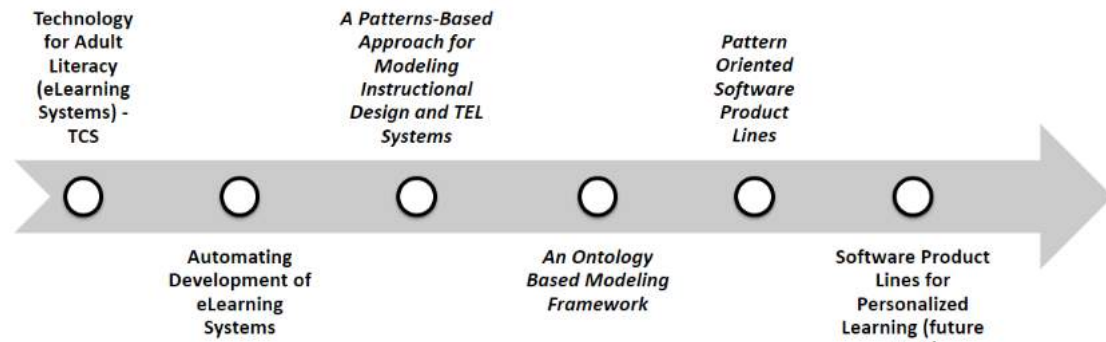 Technology
for Adult
Literacy
(eLearning
Systems) -
TCS
Automating
Development of
eLearning
Systems
A Patterns-Based
Approach for
Modeling
Instructional
Design and TEL
Systems
An Ontology
Based Modeling
Framework
Pattern
Oriented
Software
Product
Lines
Software Product
Lines for
Personalized
Learning (future